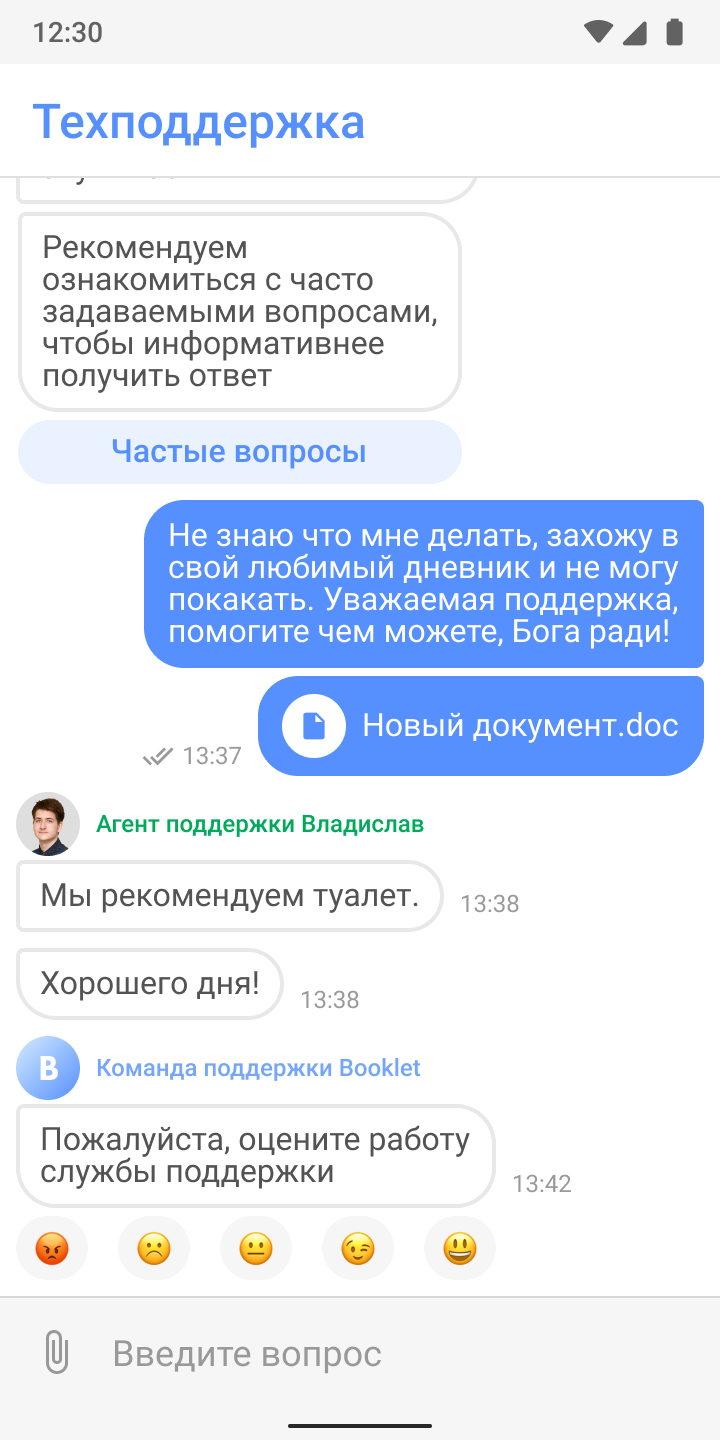 12:30
Техподдержка
Рекомендуем
ознакомиться с часто
задаваемыми вопросами,
чтобы информативнее
получить ответ
Частые вопросы
Не знаю что мне делать, захожу в
свой любимый дневник и не могу
покакать. Уважаемая поддержка,
помогите чем можете, Бога ради!
Новый документ.doc
13:37
Агент поддержки Владислав
Мы рекомендуем туалет.
13:38
Хорошего дня!
13:38
B
Команда поддержки Booklet
Пожалуйста, оцените работу
службы поддержки
13:42
Введите вопрос